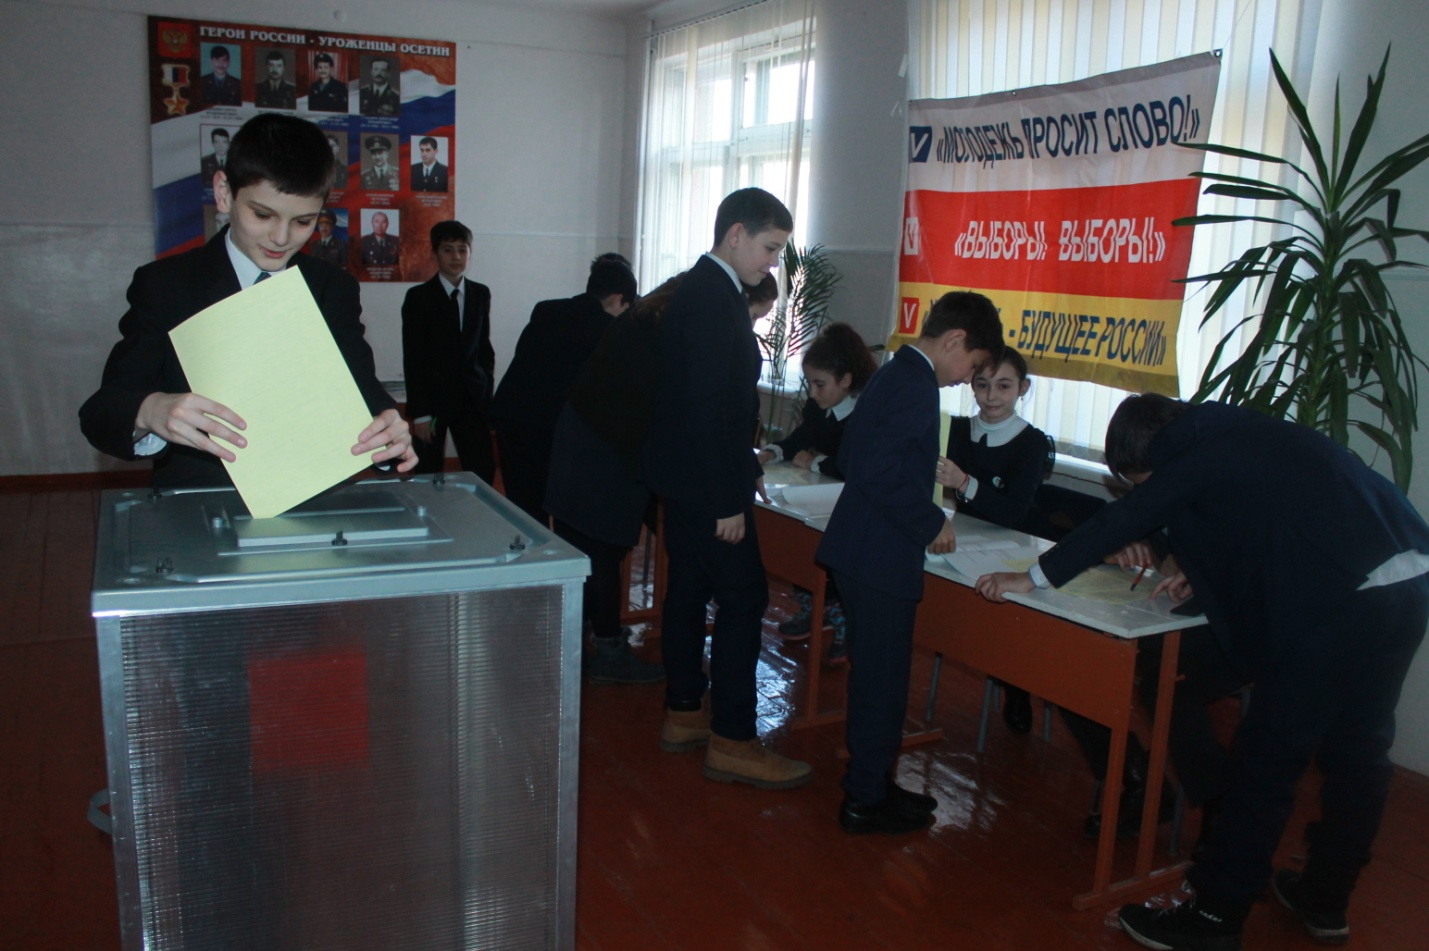 ГЕРОИ РОССИИ - УРОЖЕНЦЫ ОСЕТИИ
«МОЛОДЕЖЬ ПРОСИТ СЛОВО!»
«ВЫБОРЫ! ВЫБОРЫ!»
- БУДУЩЕЕ РОССИИ»